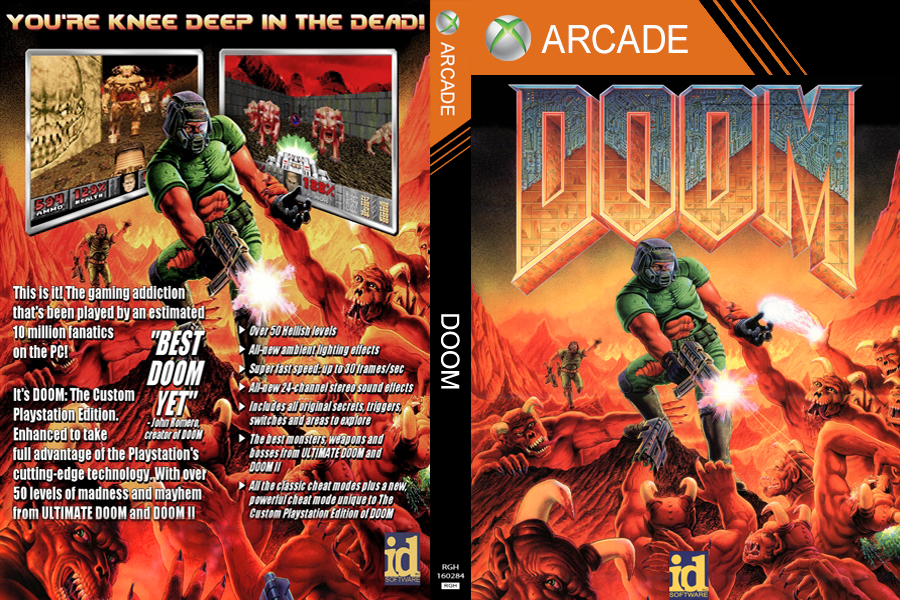 YOU'RE KNEE DEEP IN THE DEAD!
599
AMMO
129%
HEALTH
188%
This is it! The gaming addiction
that's been played by an estimated
10 million fanatics
on the PC!
It's DOOM: The Custom
Playstation Edition.
Enhanced to take
full advantage of the Playstation's
cutting-edge technology. With over
50 levels of madness and mayhem
from ULTIMATE DOOM and DOOM II
"BEST
DOOM
YET"
- John Romero,
creator of DOOM
Over 50 Hellish levels
All-new ambient lighting effects
Super fast speed: up to 30 frames/sec
All-new 24-channel stereo sound effects
Includes all original secrets, triggers,
switches and areas to explore
The best monsters, weapons and
bosses from ULTIMATE DOOM and
DOOM II
All the classic cheat modes plus a new,
powerful cheat mode unique to The
Custom Playstation Edition of DOOM
id
SOFTWARE
ARCADE
DOOM
RGH
160284
RGH
ARCADE
DOOM
id
SOFTWARE